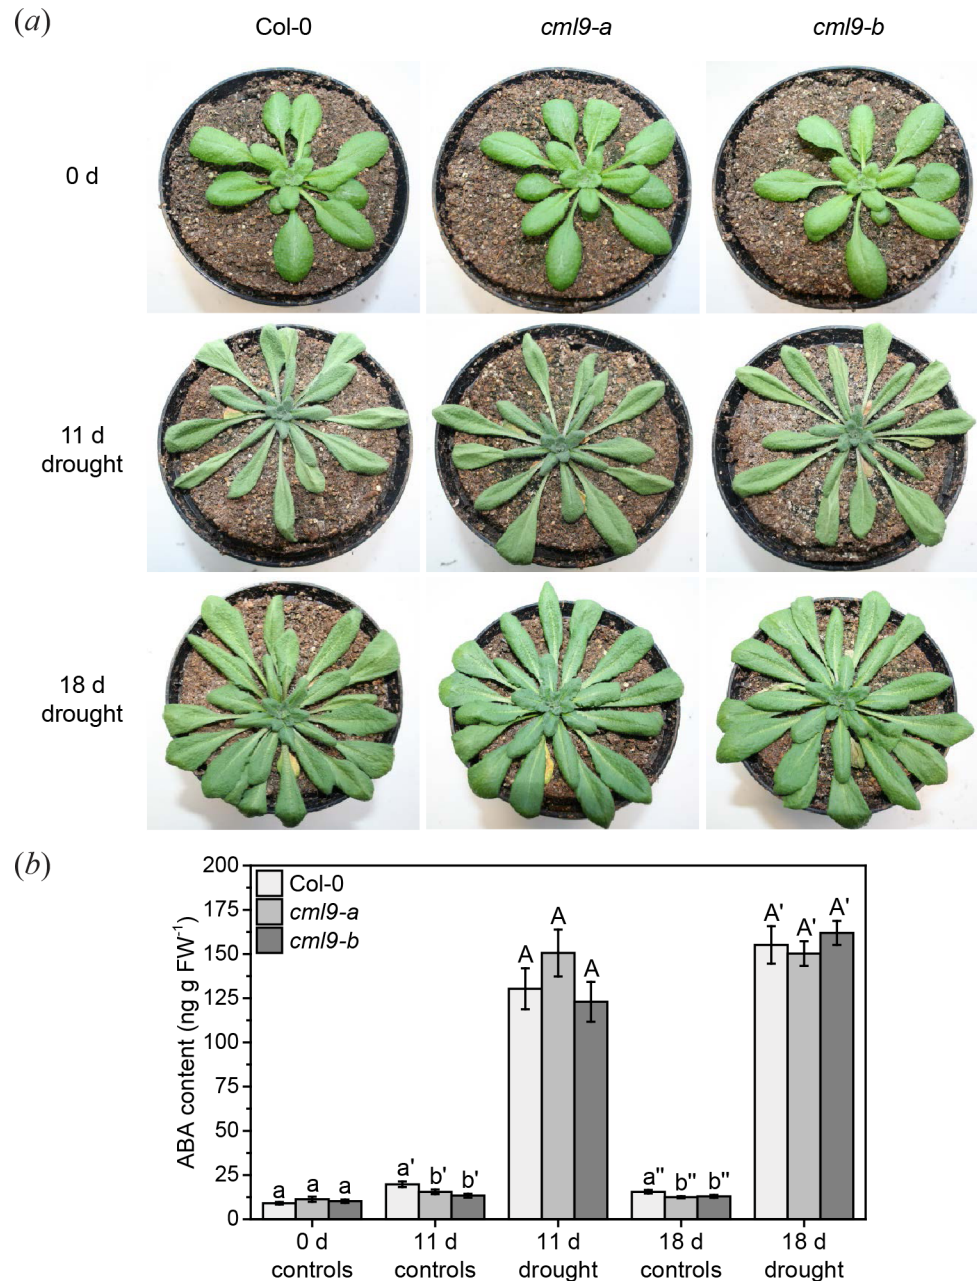 (a)
Col-0 cml9-a cml9-b
0 d
11 d
drought
18 d
drought
(b)
ABA content (ng g FW⁻¹)
200
175
150
125
100
75
50
25
0
Col-0
cml9-a
cml9-b
a a a
a' b' b'
A A A
a'' b'' b''
A' A' A'
0 d 11 d 11 d 18 d 18 d
controls controls drought controls drought